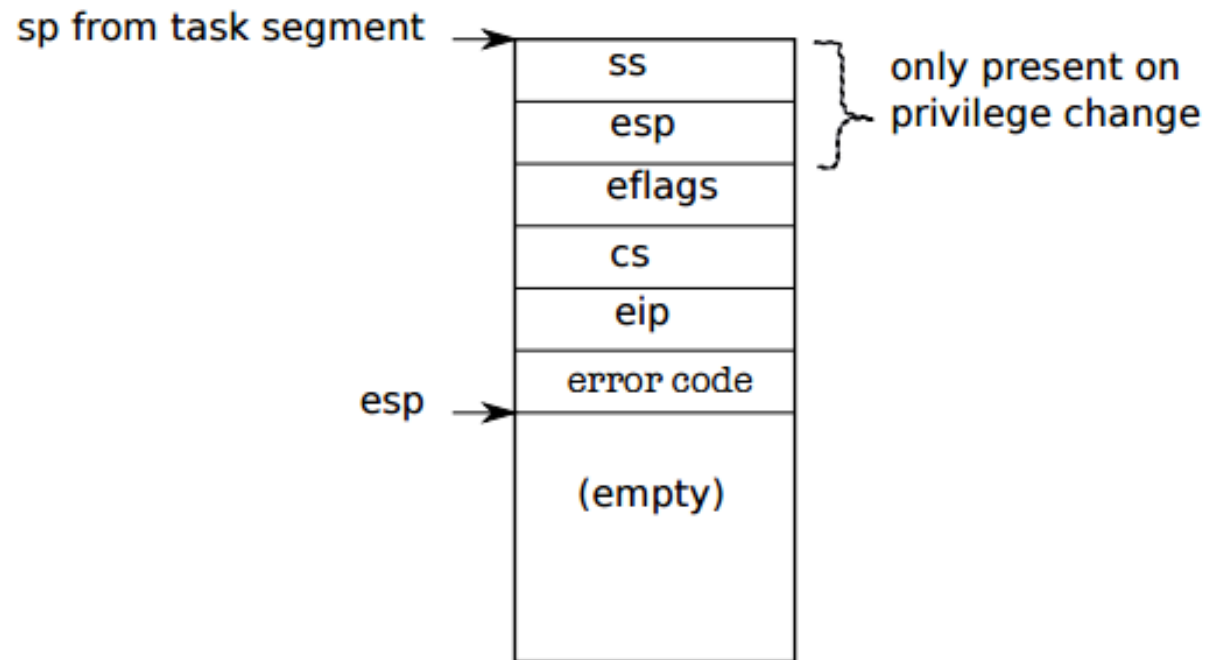 sp from task segment
ss
only present on
privilege change
esp
eflags
cs
eip
error code
esp
(empty)